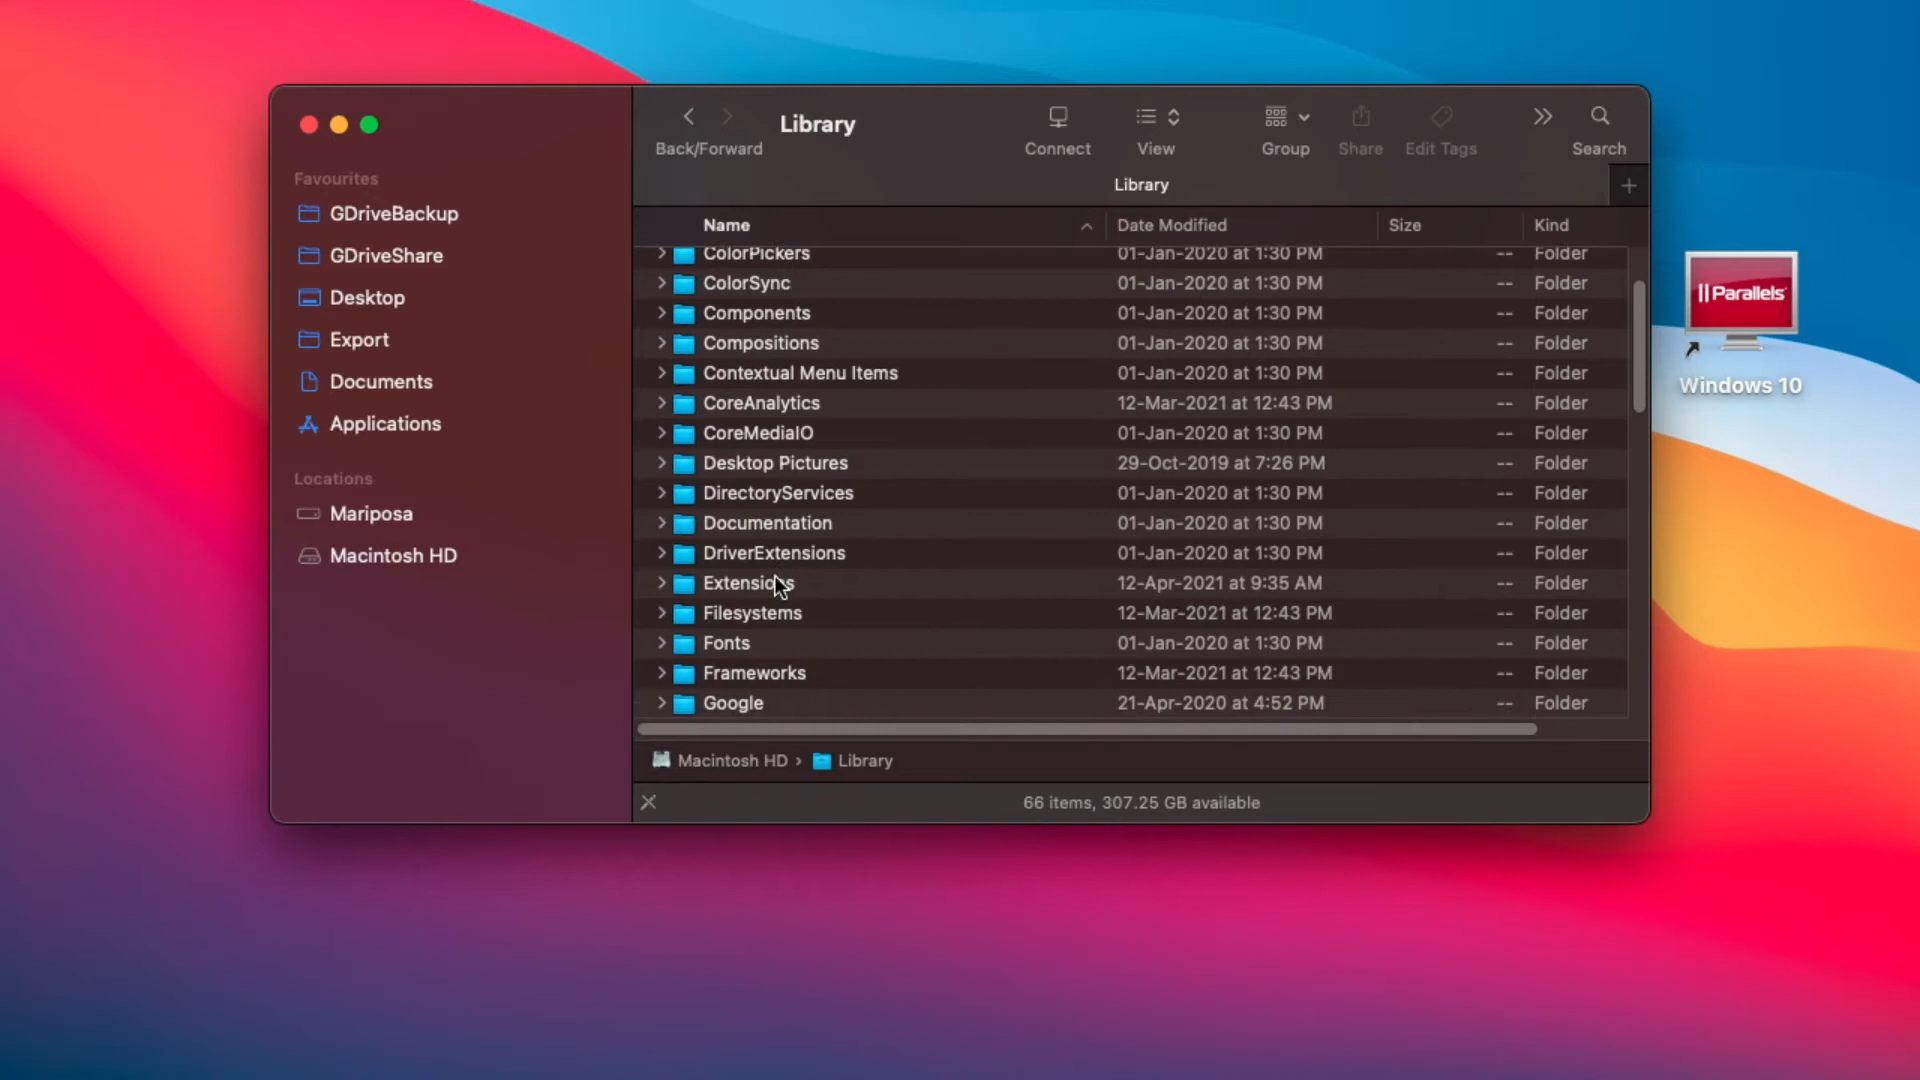 Library
Back/Forward
Connect
View
Group
Share
Edit Tags
Search
Library
Favourites
GDriveBackup
GDriveShare
Desktop
Export
Documents
Applications
Locations
Mariposa
Macintosh HD
Name Date Modified Size Kind
ColorPickers 01-Jan-2020 at 1:30 PM -- Folder
ColorSync 01-Jan-2020 at 1:30 PM -- Folder
Components 01-Jan-2020 at 1:30 PM -- Folder
Compositions 01-Jan-2020 at 1:30 PM -- Folder
Contextual Menu Items 01-Jan-2020 at 1:30 PM -- Folder
CoreAnalytics 12-Mar-2021 at 12:43 PM -- Folder
CoreMediaIO 01-Jan-2020 at 1:30 PM -- Folder
Desktop Pictures 29-Oct-2019 at 7:26 PM -- Folder
DirectoryServices 01-Jan-2020 at 1:30 PM -- Folder
Documentation 01-Jan-2020 at 1:30 PM -- Folder
DriverExtensions 01-Jan-2020 at 1:30 PM -- Folder
Extensions 12-Apr-2021 at 9:35 AM -- Folder
Filesystems 12-Mar-2021 at 12:43 PM -- Folder
Fonts 01-Jan-2020 at 1:30 PM -- Folder
Frameworks 12-Mar-2021 at 12:43 PM -- Folder
Google 21-Apr-2020 at 4:52 PM -- Folder
Macintosh HD › Library
66 items, 307.25 GB available
Parallels
Windows 10